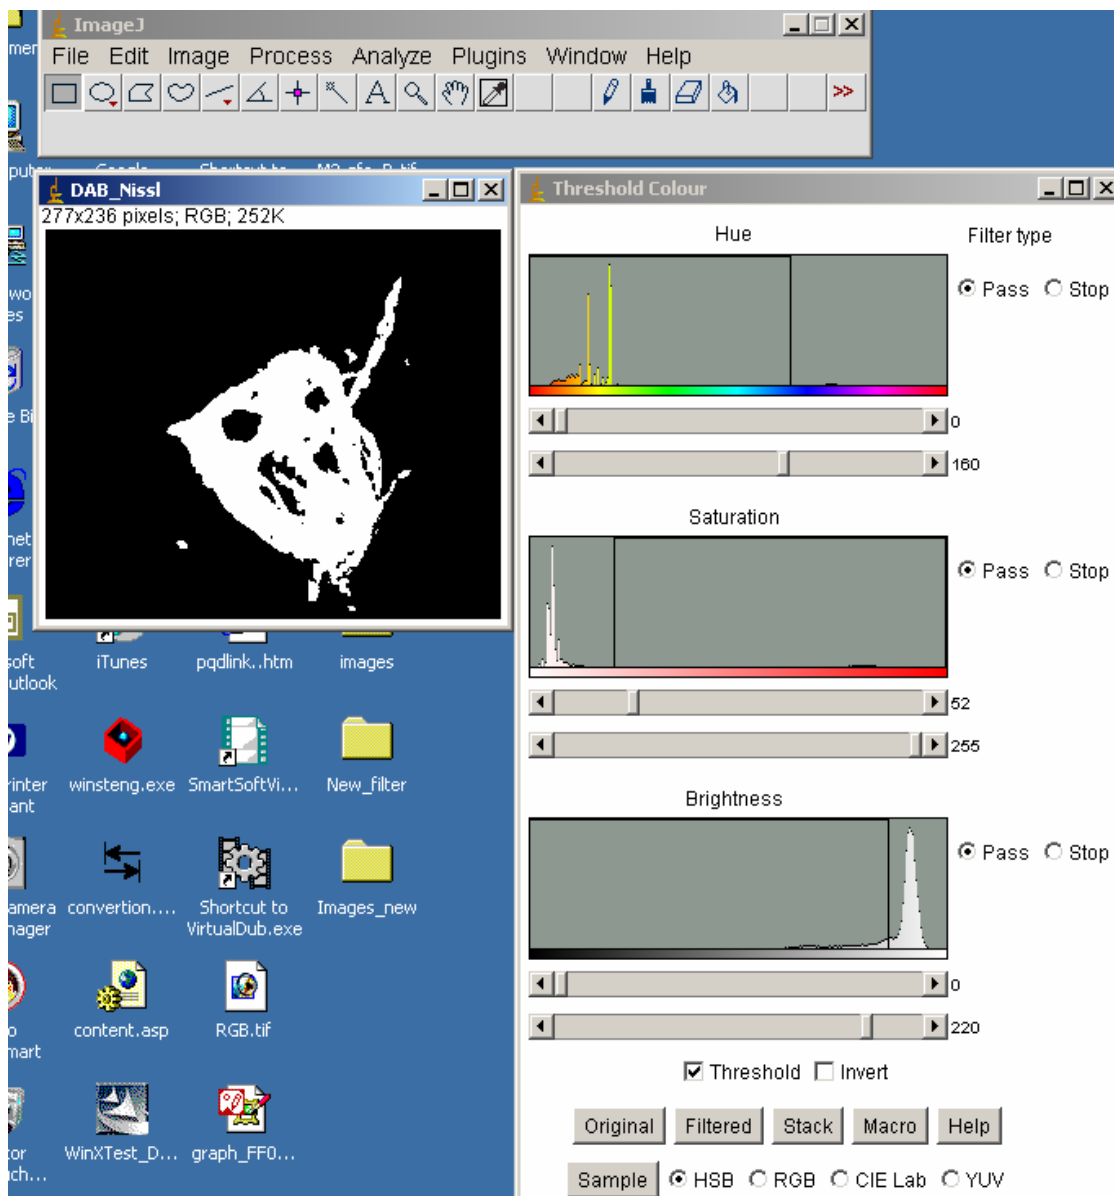 ImageJ
File Edit Image Process Analyze Plugins Window Help
>>
DAB_Nissl
277x236 pixels; RGB; 252K
Threshold Colour
Hue
Filter type
Pass Stop
0
160
Saturation
Pass Stop
52
255
Brightness
Pass Stop
0
220
Threshold Invert
Original Filtered Stack Macro Help
Sample HSB RGB CIE Lab YUV
iTunes pqdlink..htm images
winsteng.exe SmartSoftVi... New_filter
convertion.... Shortcut to VirtualDub.exe Images_new
content.asp RGB.tif
WinXTest_D... graph_FF0...